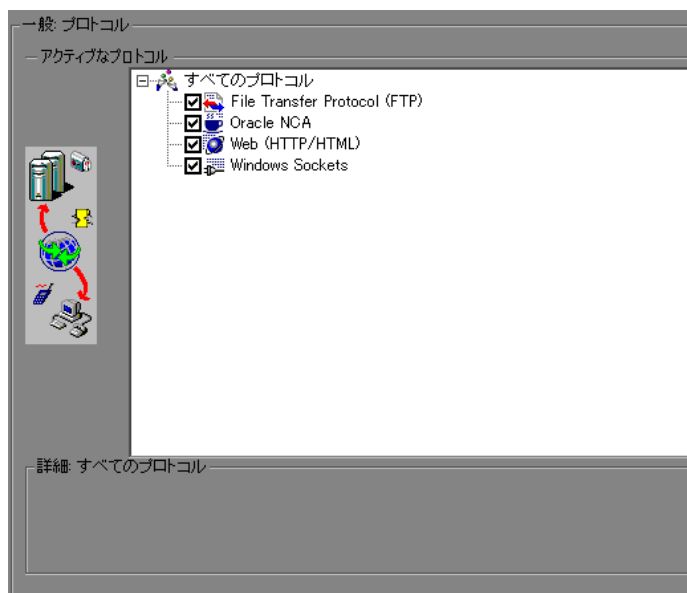 一般: プロトコル
アクティブなプロトコル
すべてのプロトコル
File Transfer Protocol (FTP)
Oracle NCA
Web (HTTP/HTML)
Windows Sockets
詳細: すべてのプロトコル